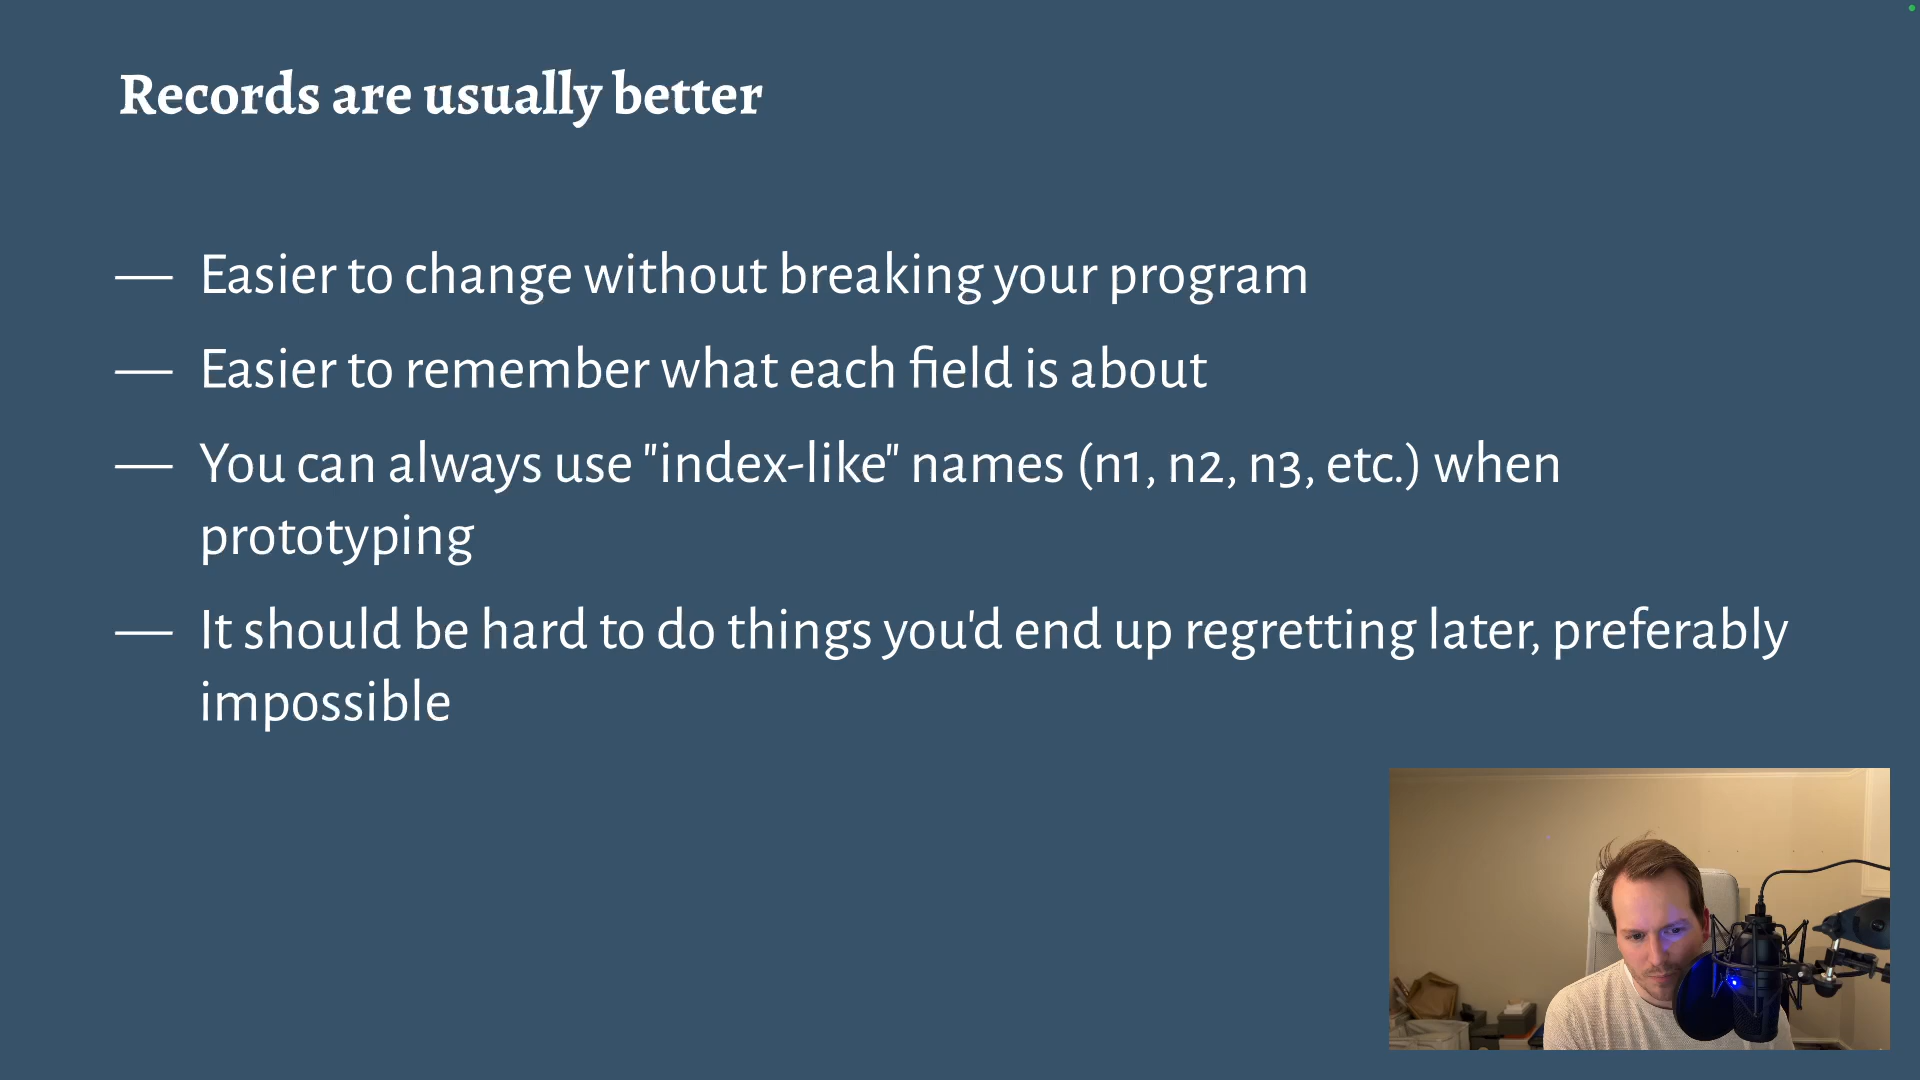 Records are usually better
— Easier to change without breaking your program
— Easier to remember what each field is about
— You can always use "index-like" names (n1, n2, n3, etc.) when
prototyping
— It should be hard to do things you'd end up regretting later, preferably
impossible